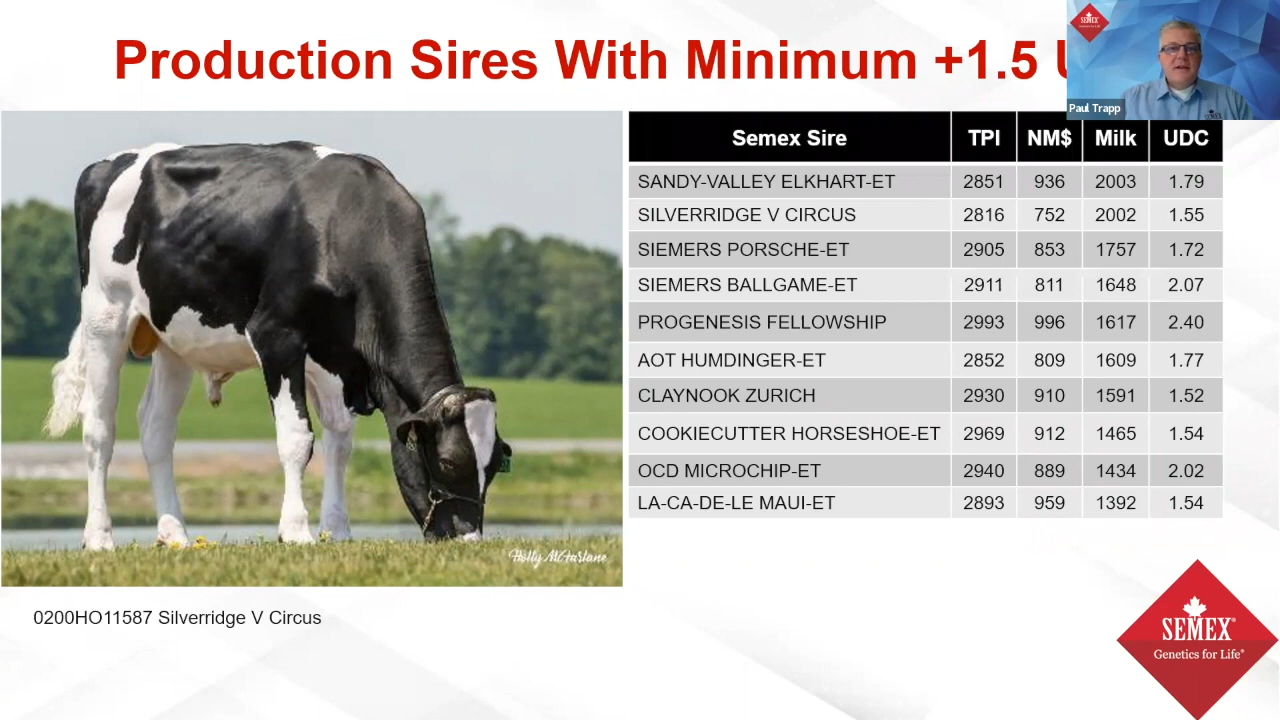 Production Sires With Minimum +1.5 U
SEMEX
Paul Trapp
Semex Sire TPI NM$ Milk UDC
SANDY-VALLEY ELKHART-ET 2851 936 2003 1.79
SILVERRIDGE V CIRCUS 2816 752 2002 1.55
SIEMERS PORSCHE-ET 2905 853 1757 1.72
SIEMERS BALLGAME-ET 2911 811 1648 2.07
PROGENESIS FELLOWSHIP 2993 996 1617 2.40
AOT HUMDINGER-ET 2852 809 1609 1.77
CLAYNOOK ZURICH 2930 910 1591 1.52
COOKIECUTTER HORSESHOE-ET 2969 912 1465 1.54
OCD MICROCHIP-ET 2940 889 1434 2.02
LA-CA-DE-LE MAUI-ET 2893 959 1392 1.54
Holly McFarlane
0200HO11587 Silverridge V Circus
SEMEX®
Genetics for Life®